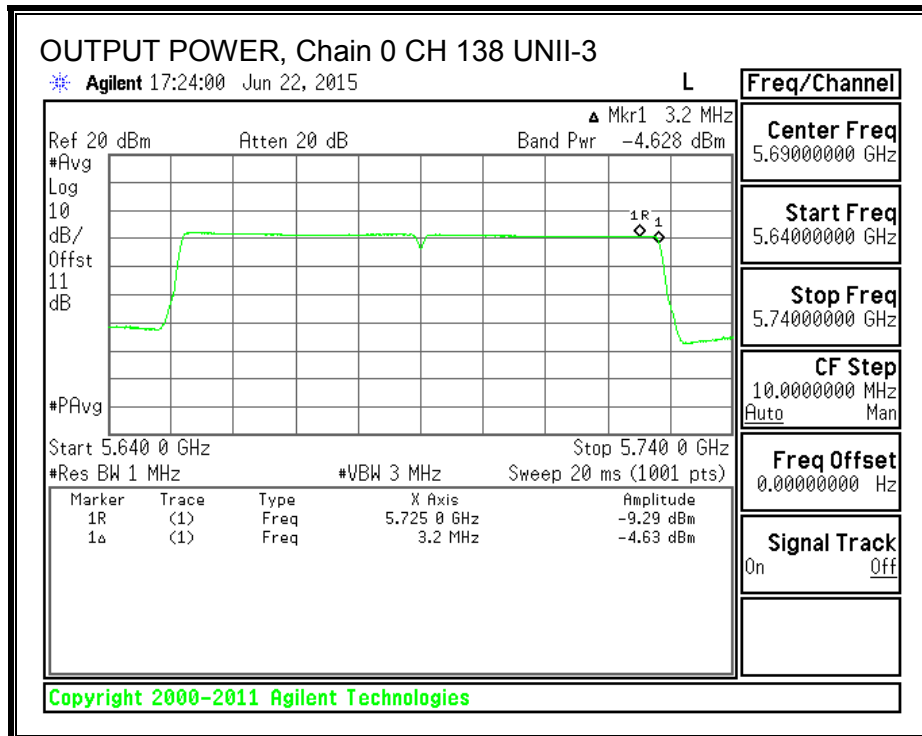 OUTPUT POWER, Chain 0 CH 138 UNII-3
Agilent 17:24:00 Jun 22, 2015 L
Freq/Channel
Δ Mkr1 3.2 MHz
Ref 20 dBm Atten 20 dB Band Pwr -4.628 dBm
#Avg
Log
10
dB/
Offst
11
dB
#PAvg
1R
1
Start 5.640 0 GHz Stop 5.740 0 GHz
#Res BW 1 MHz #VBW 3 MHz Sweep 20 ms (1001 pts)
Marker Trace Type X Axis Amplitude
1R (1) Freq 5.725 0 GHz -9.29 dBm
1Δ (1) Freq 3.2 MHz -4.63 dBm
Center Freq
5.69000000 GHz
Start Freq
5.64000000 GHz
Stop Freq
5.74000000 GHz
CF Step
10.0000000 MHz
Auto Man
Freq Offset
0.00000000 Hz
Signal Track
On Off
Copyright 2000-2011 Agilent Technologies